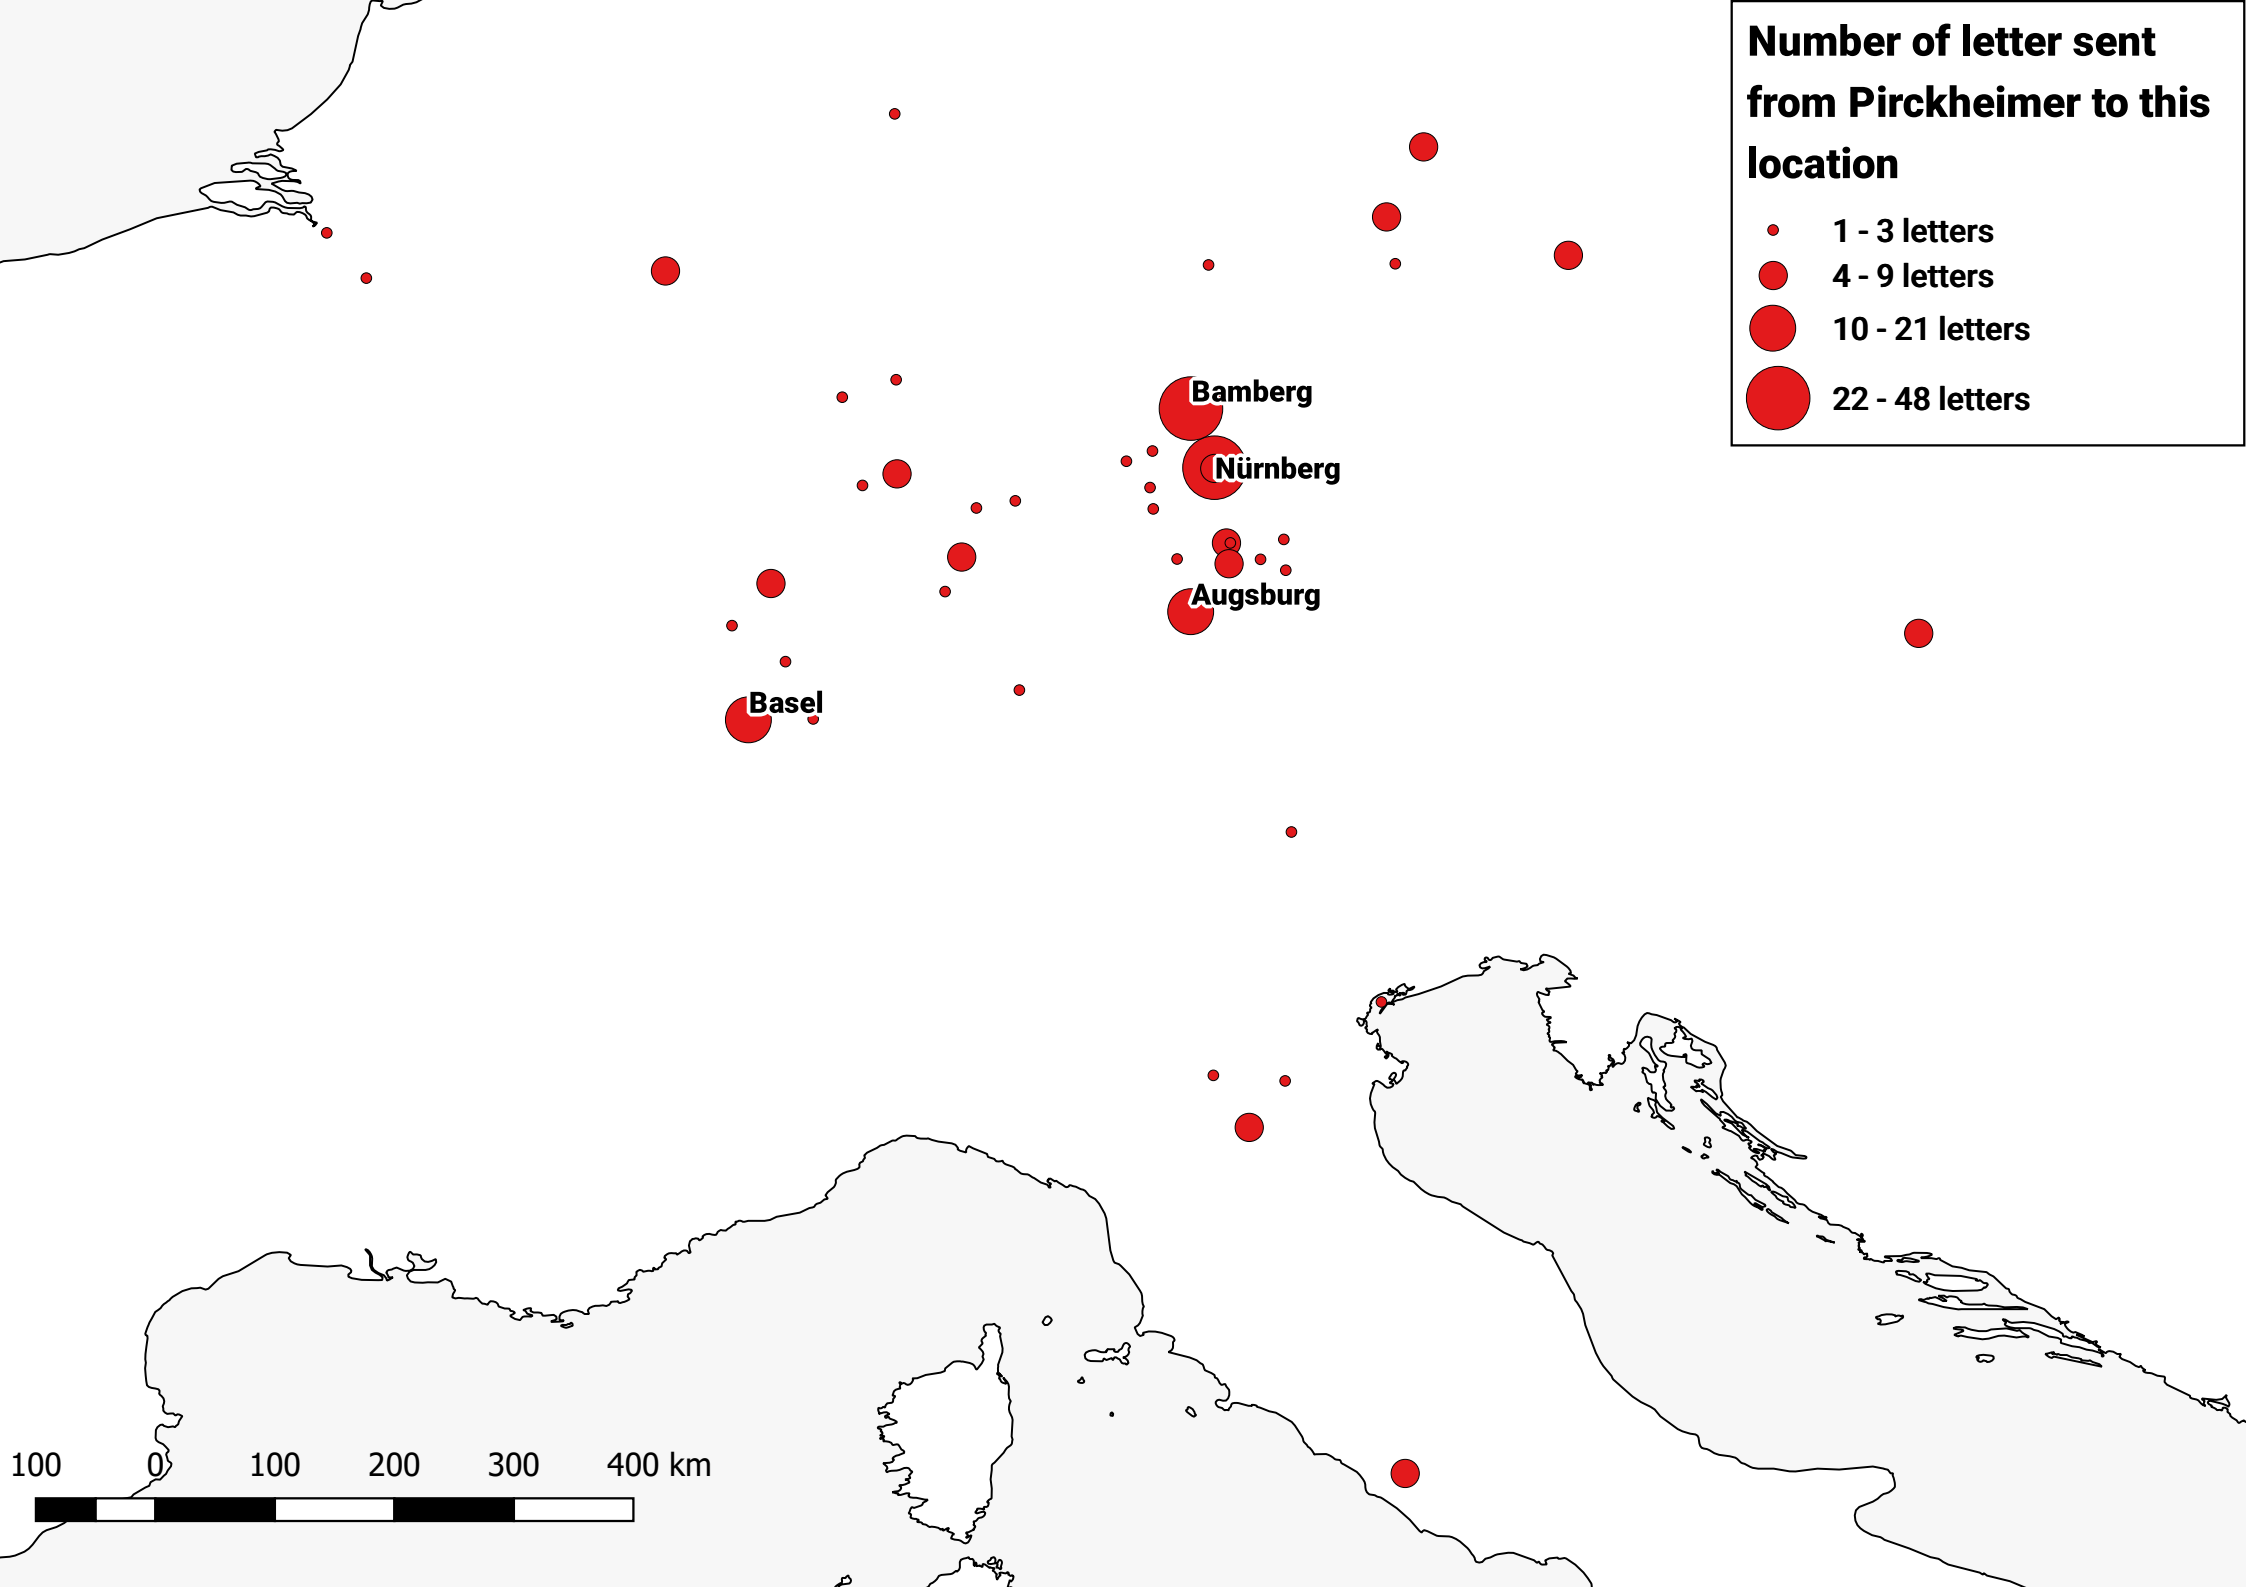 Number of letter sent
from Pirckheimer to this
location
1 - 3 letters
4 - 9 letters
10 - 21 letters
22 - 48 letters
Bamberg
Nürnberg
Augsburg
Basel
100 0 100 200 300 400 km